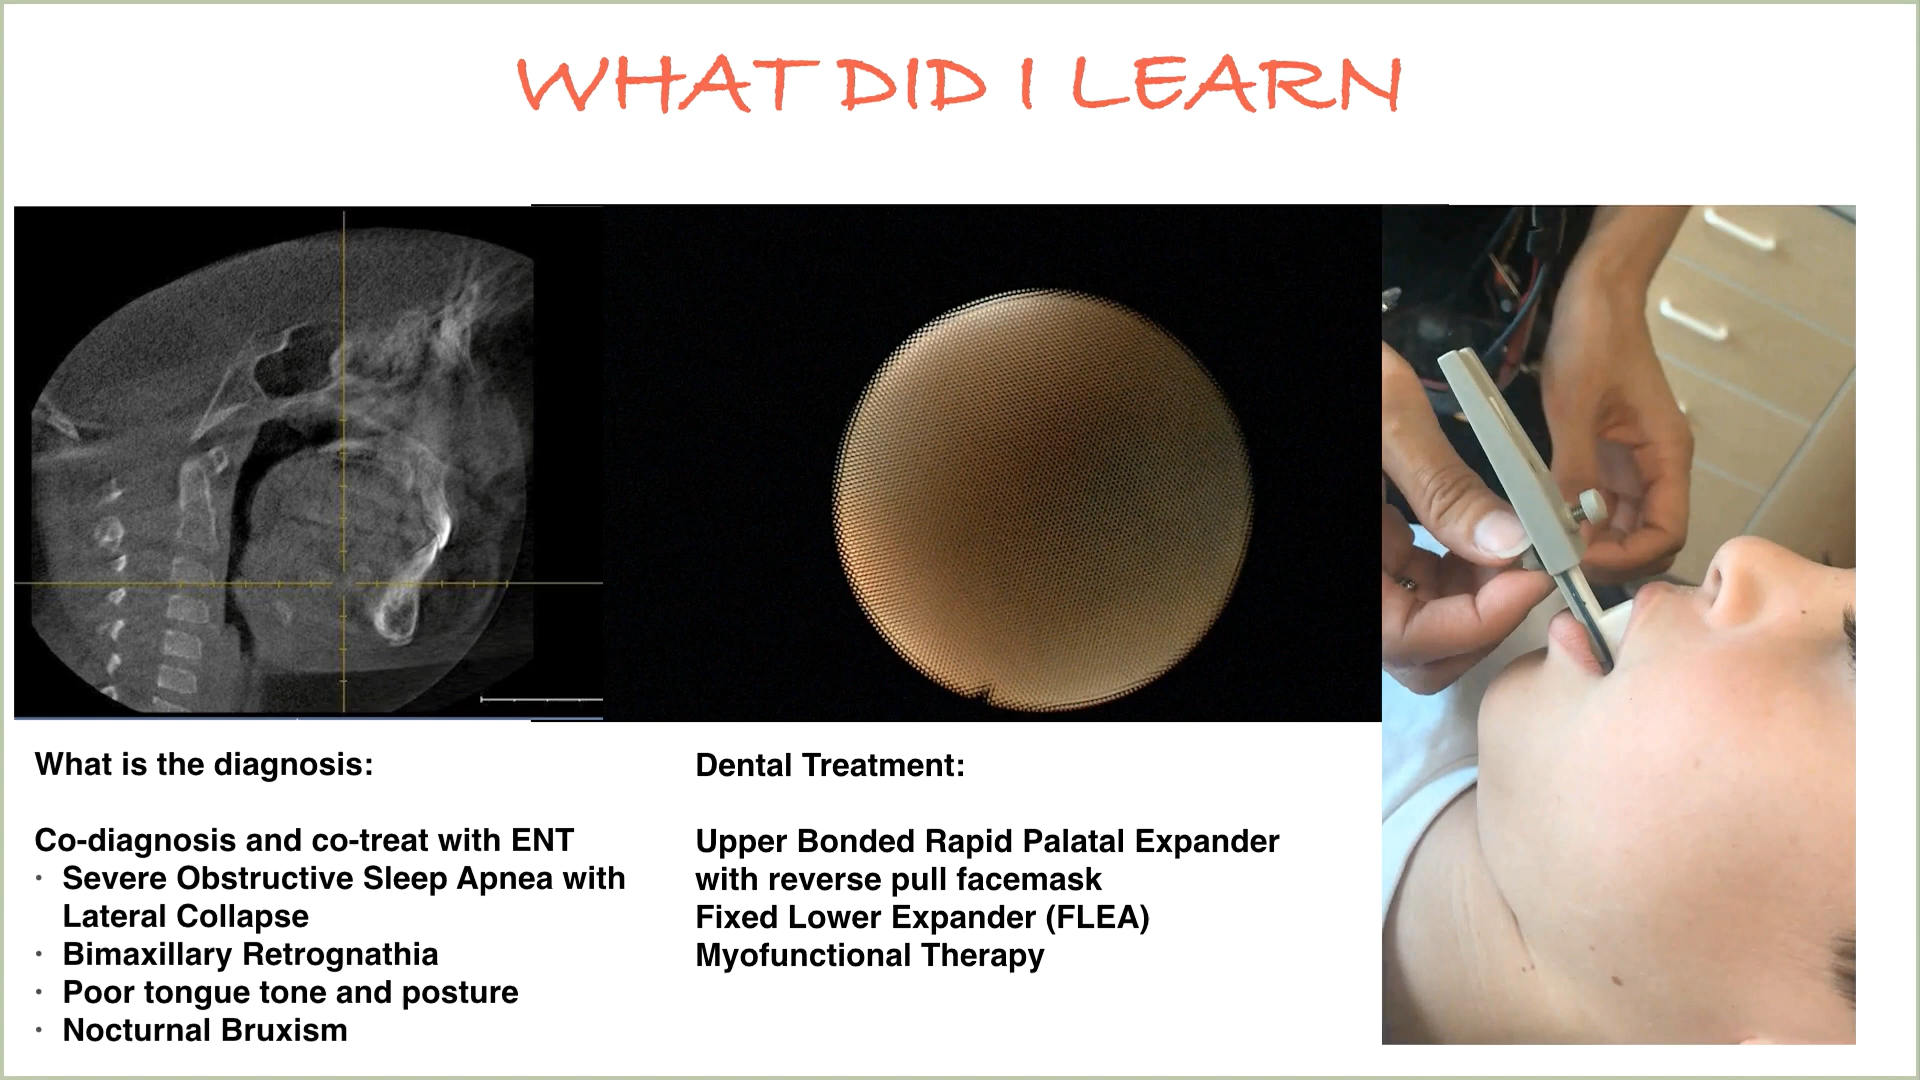 WHAT DID I LEARN
What is the diagnosis:
Co-diagnosis and co-treat with ENT
· Severe Obstructive Sleep Apnea with
Lateral Collapse
· Bimaxillary Retrognathia
· Poor tongue tone and posture
· Nocturnal Bruxism
Dental Treatment:
Upper Bonded Rapid Palatal Expander
with reverse pull facemask
Fixed Lower Expander (FLEA)
Myofunctional Therapy